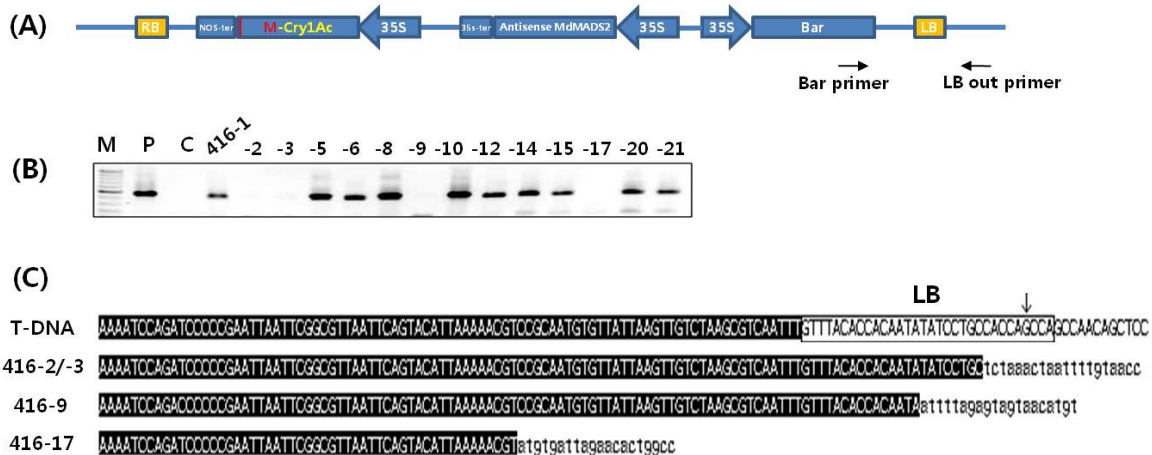 (A)
RB NOS-ter M-Cry1Ac 35S 35s-ter Antisense MdMADS2 35S 35S Bar LB
Bar primer LB out primer
(B)
M P C 416-1 -2 -3 -5 -6 -8 -9 -10 -12 -14 -15 -17 -20 -21
(C)
LB
T-DNA AAAATCCAGATCCCCCGAATTAATTCGGCGTTAATTCAGTACATTAAAAACGTCCGCAATGTGTTATTAAGTTGTCTAAGCGTCAATTTGTTTACACCACAATATATCCTGCCACCAGCCAGCCAACAGCTCC
416-2/-3 AAAATCCAGATCCCCCGAATTAATTCGGCGTTAATTCAGTACATTAAAAACGTCCGCAATGTGTTATTAAGTTGTCTAAGCGTCAATTTGTTTACACCACAATATATCCTGCtctaaactaattttgtaacc
416-9 AAAATCCAGACCCCCCGAATTAATTCGGCGTTAATTCAGTACATTAAAAACGTCCGCAATGTGTTATTAAGTTGTCTAAGCGTCAATTTGTTTACACCACAATAattttagagtagtaacatgt
416-17 AAAATCCAGATCCCCCGAATTAATTCGGCGTTAATTCAGTACATTAAAAACGTatgtgattagaacactggcc